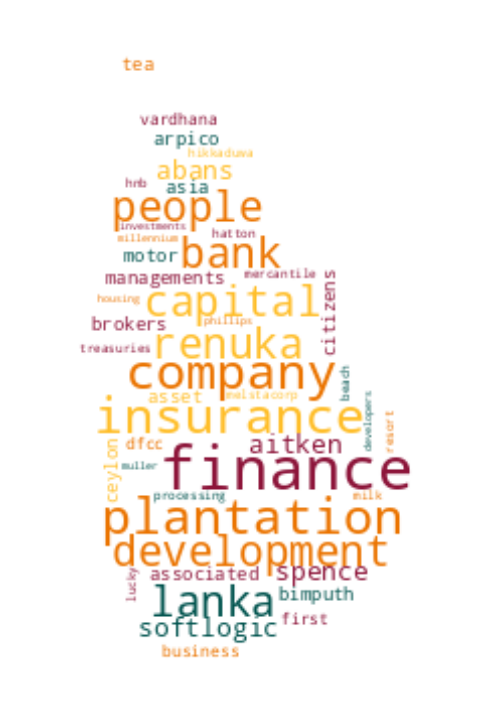 tea
vardhana
arpico
hikkaduwa
abans
hnb
asia
people
investments
millennium
hatton
motor
bank
managements
mercantile
citizens
housing
capital
brokers
phillips
treasuries
renuka
company
beach
asset
melstacorp
developers
insurance
resort
dfcc
aitken
ceylon
muller
finance
processing
milk
plantation
development
lucky
associated
spence
lanka
bimputh
first
softlogic
business